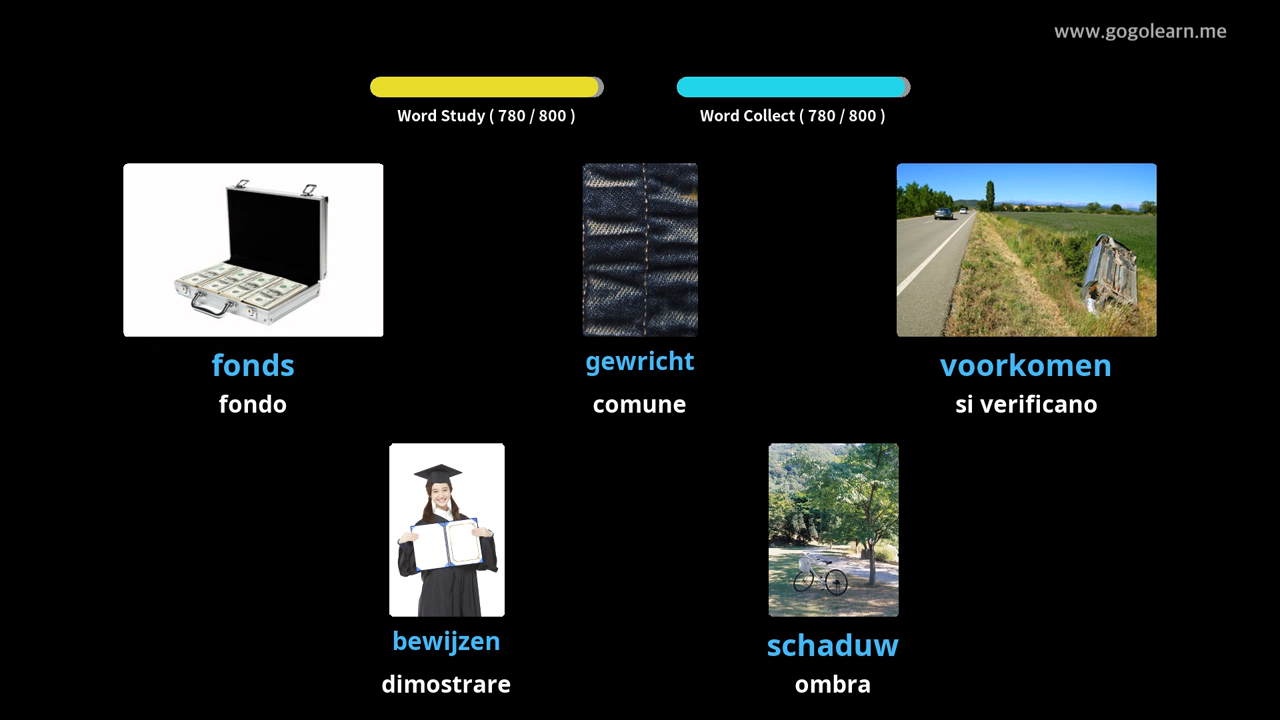 www.gogolearn.me
Word Study ( 780 / 800 )
Word Collect ( 780 / 800 )
fonds
fondo
gewricht
comune
voorkomen
si verificano
bewijzen
dimostrare
schaduw
ombra